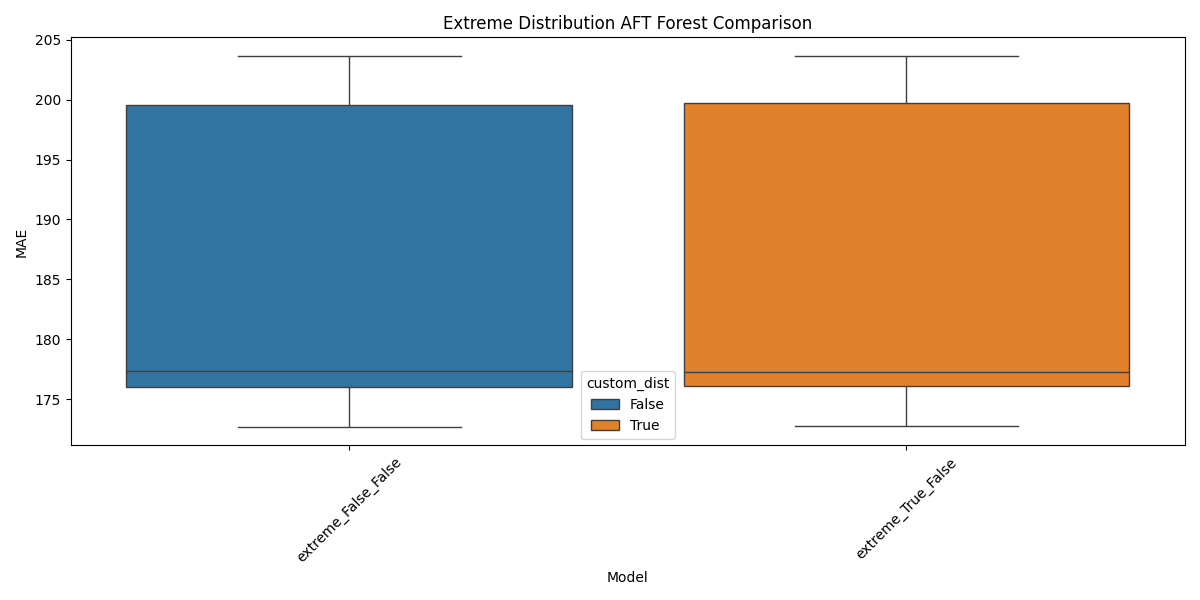 Extreme Distribution AFT Forest Comparison
205
200
195
190
185
180
175
MAE
custom_dist
False
True
extreme_False_False
extreme_True_False
Model